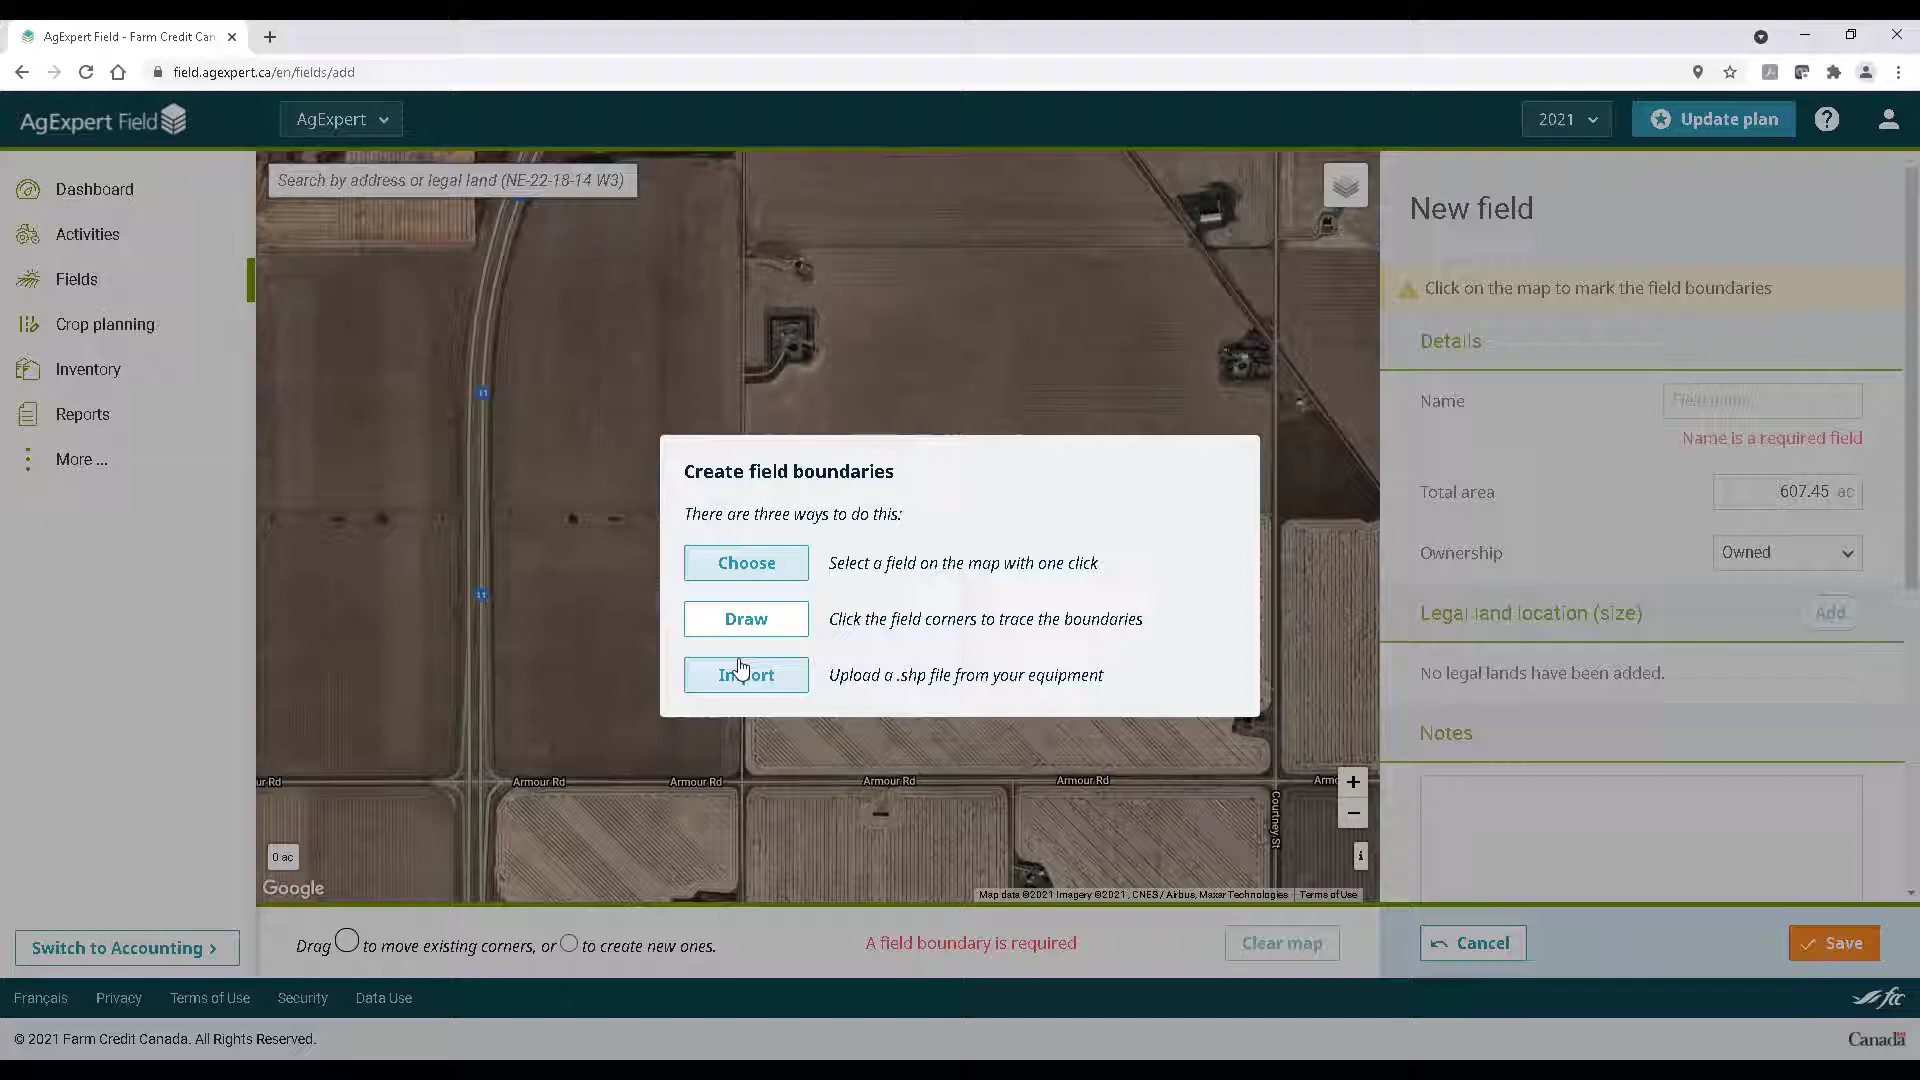 AgExpert Field - Farm Credit Can
field.agexpert.ca/en/fields/add
AgExpert Field
AgExpert
2021
Update plan
?
Dashboard
Activities
Fields
Crop planning
Inventory
Reports
More ...
Switch to Accounting >
Search by address or legal land (NE-22-18-14 W3)
11
11
Armour Rd
Armour Rd
Armour Rd
Armour Rd
Courtney St
0 ac
Google
+
−
i
Map data ©2021 Imagery ©2021 , CNES / Airbus, Maxar Technologies
Terms of Use
Create field boundaries
There are three ways to do this:
Choose
Select a field on the map with one click
Draw
Click the field corners to trace the boundaries
Import
Upload a .shp file from your equipment
New field
Click on the map to mark the field boundaries
Details
Name
Name is a required field
Total area
607.45 ac
Ownership
Owned
Legal land location (size)
Add
No legal lands have been added.
Notes
Drag to move existing corners, or to create new ones.
A field boundary is required
Clear map
Cancel
Save
Français
Privacy
Terms of Use
Security
Data Use
fcc
© 2021 Farm Credit Canada. All Rights Reserved.
Canada